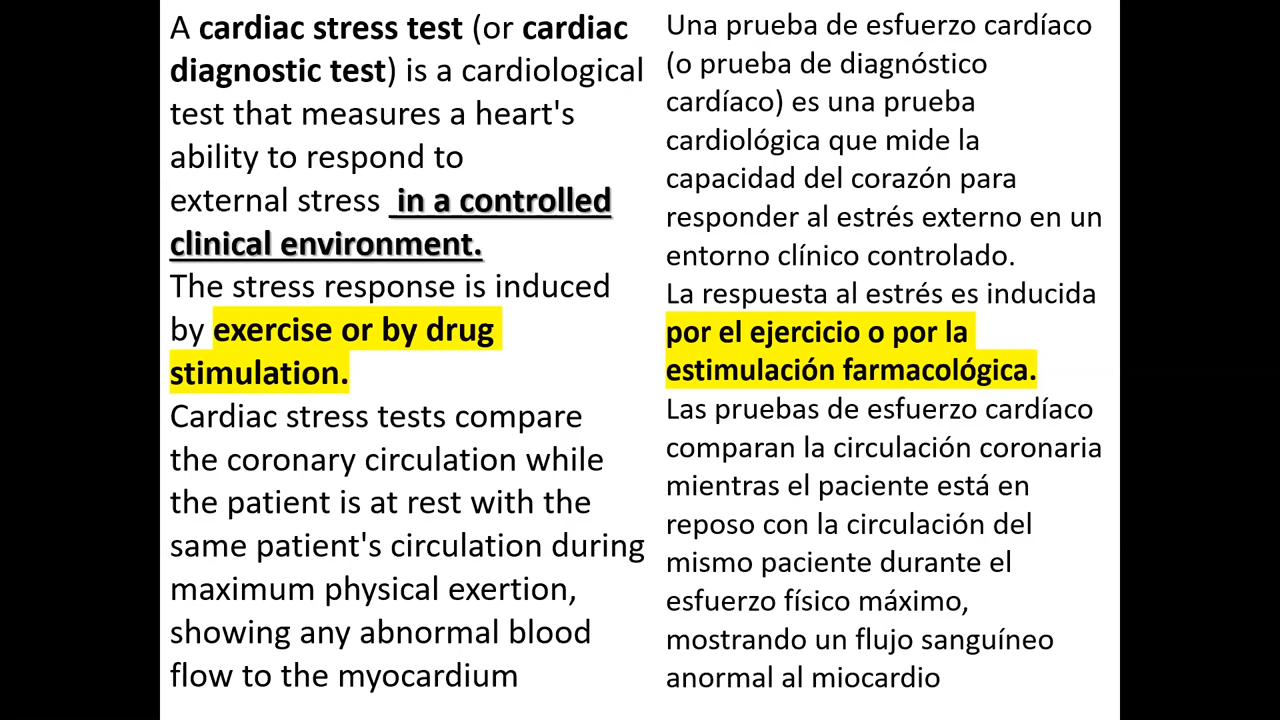 A cardiac stress test (or cardiac
diagnostic test) is a cardiological
test that measures a heart's
ability to respond to
external stress in a controlled
clinical environment.
The stress response is induced
by exercise or by drug
stimulation.
Cardiac stress tests compare
the coronary circulation while
the patient is at rest with the
same patient's circulation during
maximum physical exertion,
showing any abnormal blood
flow to the myocardium
Una prueba de esfuerzo cardíaco
(o prueba de diagnóstico
cardíaco) es una prueba
cardiológica que mide la
capacidad del corazón para
responder al estrés externo en un
entorno clínico controlado.
La respuesta al estrés es inducida
por el ejercicio o por la
estimulación farmacológica.
Las pruebas de esfuerzo cardíaco
comparan la circulación coronaria
mientras el paciente está en
reposo con la circulación del
mismo paciente durante el
esfuerzo físico máximo,
mostrando un flujo sanguíneo
anormal al miocardio